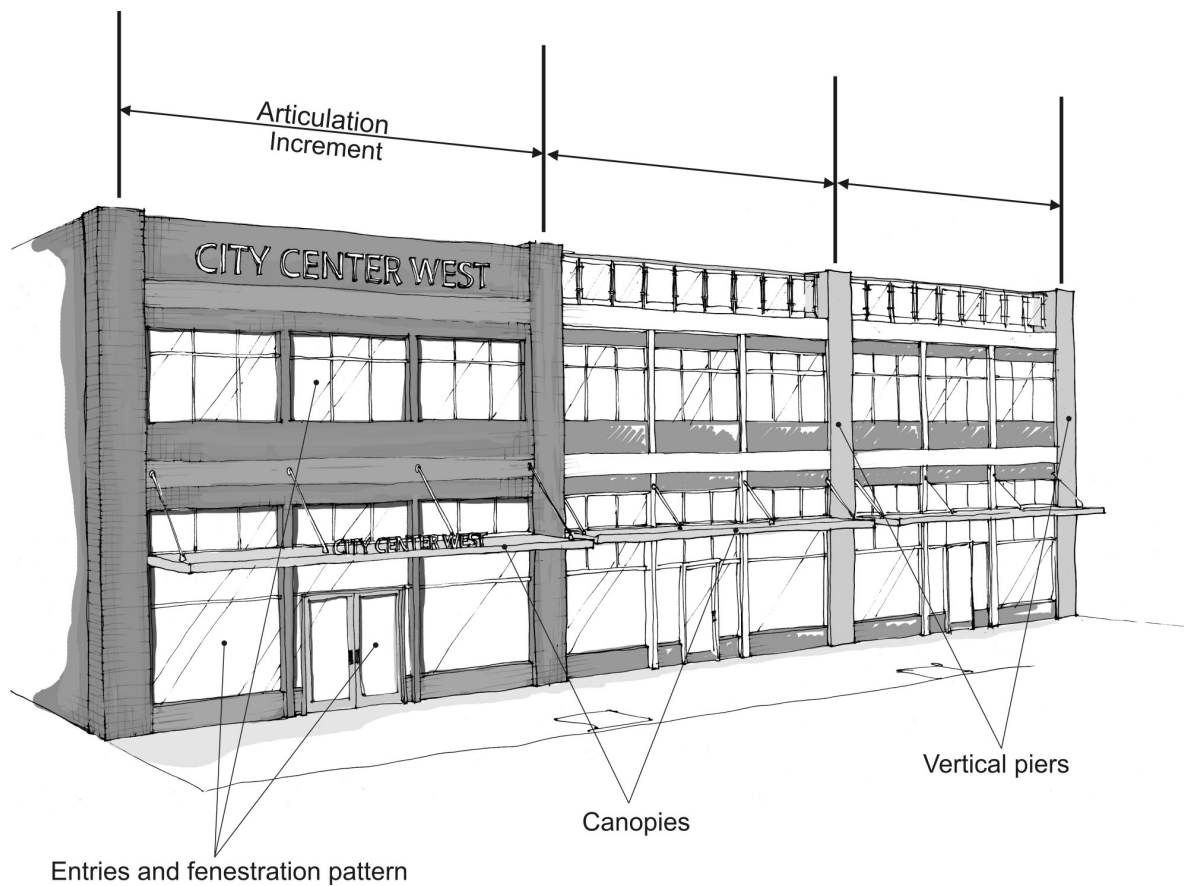 Articulation
Increment
CITY CENTER WEST
CITY CENTER WEST
Vertical piers
Canopies
Entries and fenestration pattern